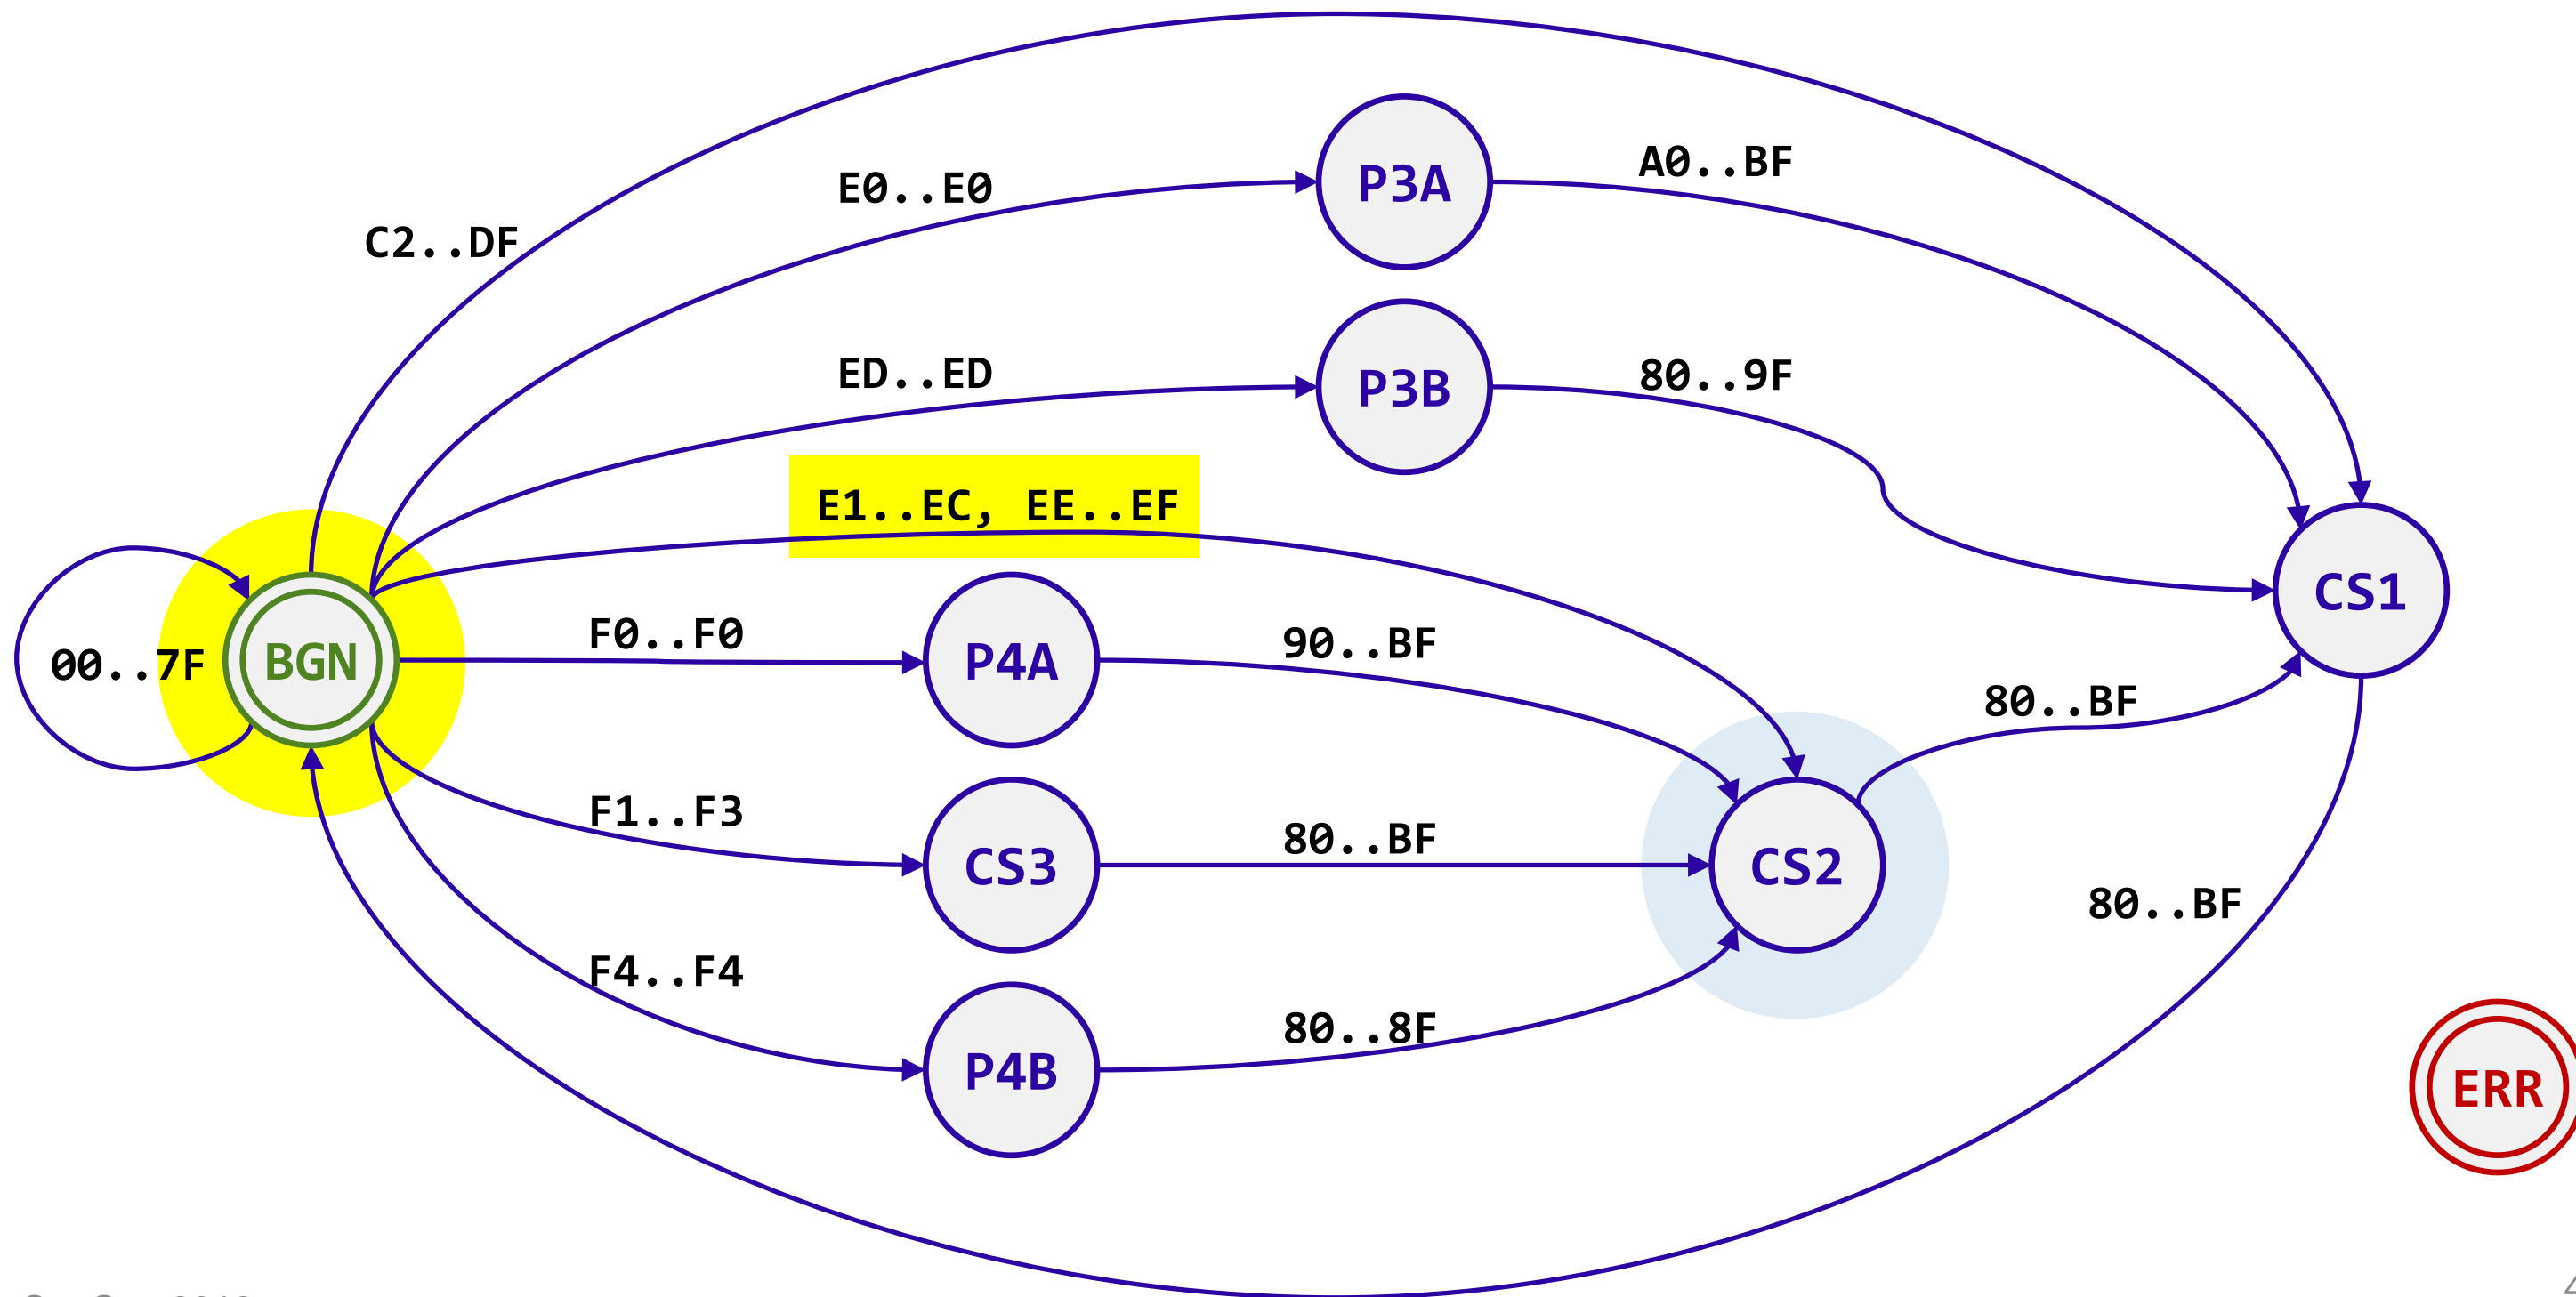 P3A
A0..BF
E0..E0
C2..DF
ED..ED
P3B
80..9F
E1..EC, EE..EF
CS1
00..7F
BGN
F0..F0
P4A
90..BF
80..BF
F1..F3
CS3
80..BF
CS2
80..BF
F4..F4
P4B
80..8F
ERR